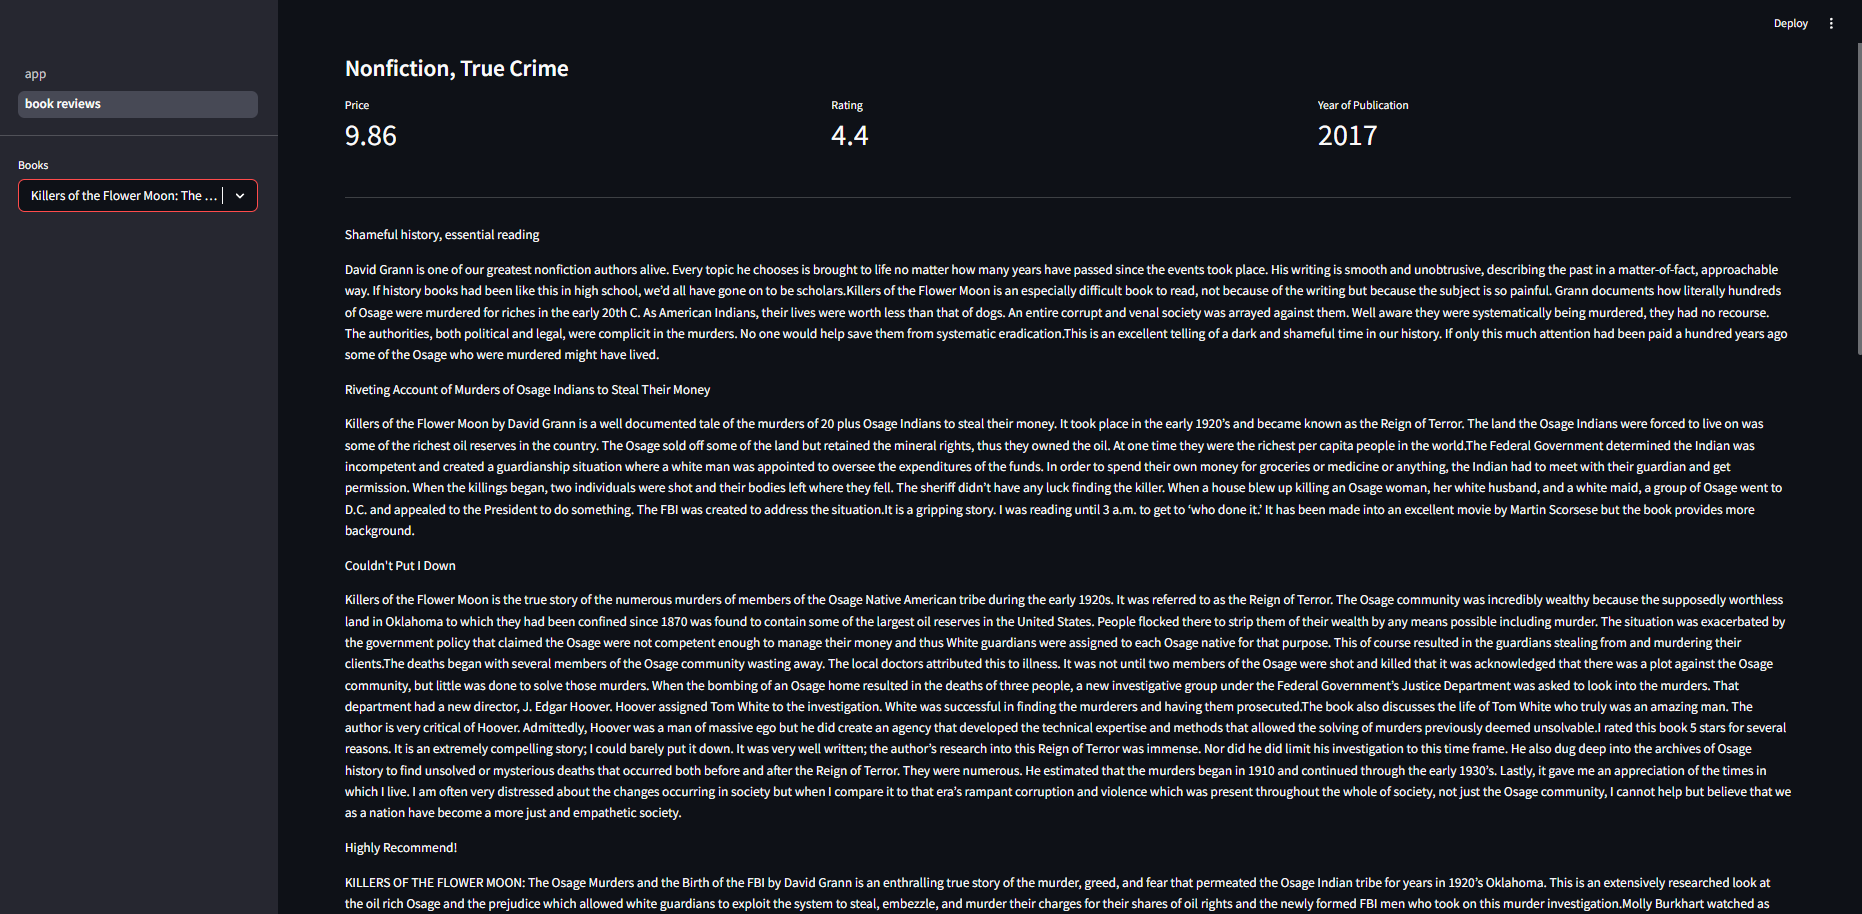 Deploy
app
book reviews
Books
Killers of the Flower Moon: The ...
Nonfiction, True Crime
Price
Rating
Year of Publication
9.86
4.4
2017
Shameful history, essential reading
David Grann is one of our greatest nonfiction authors alive. Every topic he chooses is brought to life no matter how many years have passed since the events took place. His writing is smooth and unobtrusive, describing the past in a matter-of-fact, approachable
way. If history books had been like this in high school, we'd all have gone on to be scholars.Killers of the Flower Moon is an especially difficult book to read, not because of the writing but because the subject is so painful. Grann documents how literally hundreds
of Osage were murdered for riches in the early 20th C. As American Indians, their lives were worth less than that of dogs. An entire corrupt and venal society was arrayed against them. Well aware they were systematically being murdered, they had no recourse.
The authorities, both political and legal, were complicit in the murders. No one would help save them from systematic eradication.This is an excellent telling of a dark and shameful time in our history. If only this much attention had been paid a hundred years ago
some of the Osage who were murdered might have lived.
Riveting Account of Murders of Osage Indians to Steal Their Money
Killers of the Flower Moon by David Grann is a well documented tale of the murders of 20 plus Osage Indians to steal their money. It took place in the early 1920's and became known as the Reign of Terror. The land the Osage Indians were forced to live on was
some of the richest oil reserves in the country. The Osage sold off some of the land but retained the mineral rights, thus they owned the oil. At one time they were the richest per capita people in the world.The Federal Government determined the Indian was
incompetent and created a guardianship situation where a white man was appointed to oversee the expenditures of the funds. In order to spend their own money for groceries or medicine or anything, the Indian had to meet with their guardian and get
permission. When the killings began, two individuals were shot and their bodies left where they fell. The sheriff didn't have any luck finding the killer. When a house blew up killing an Osage woman, her white husband, and a white maid, a group of Osage went to
D.C. and appealed to the President to do something. The FBI was created to address the situation.It is a gripping story. I was reading until 3 a.m. to get to 'who done it.' It has been made into an excellent movie by Martin Scorsese but the book provides more
background.
Couldn't Put I Down
Killers of the Flower Moon is the true story of the numerous murders of members of the Osage Native American tribe during the early 1920s. It was referred to as the Reign of Terror. The Osage community was incredibly wealthy because the supposedly worthless
land in Oklahoma to which they had been confined since 1870 was found to contain some of the largest oil reserves in the United States. People flocked there to strip them of their wealth by any means possible including murder. The situation was exacerbated by
the government policy that claimed the Osage were not competent enough to manage their money and thus White guardians were assigned to each Osage native for that purpose. This of course resulted in the guardians stealing from and murdering their
clients.The deaths began with several members of the Osage community wasting away. The local doctors attributed this to illness. It was not until two members of the Osage were shot and killed that it was acknowledged that there was a plot against the Osage
community, but little was done to solve those murders. When the bombing of an Osage home resulted in the deaths of three people, a new investigative group under the Federal Government's Justice Department was asked to look into the murders. That
department had a new director, J. Edgar Hoover. Hoover assigned Tom White to the investigation. White was successful in finding the murderers and having them prosecuted.The book also discusses the life of Tom White who truly was an amazing man. The
author is very critical of Hoover. Admittedly, Hoover was a man of massive ego but he did create an agency that developed the technical expertise and methods that allowed the solving of murders previously deemed unsolvable.I rated this book 5 stars for several
reasons. It is an extremely compelling story; I could barely put it down. It was very well written; the author's research into this Reign of Terror was immense. Nor did he did limit his investigation to this time frame. He also dug deep into the archives of Osage
history to find unsolved or mysterious deaths that occurred both before and after the Reign of Terror. They were numerous. He estimated that the murders began in 1910 and continued through the early 1930's. Lastly, it gave me an appreciation of the times in
which I live. I am often very distressed about the changes occurring in society but when I compare it to that era's rampant corruption and violence which was present throughout the whole of society, not just the Osage community, I cannot help but believe that we
as a nation have become a more just and empathetic society.
Highly Recommend!
KILLERS OF THE FLOWER MOON: The Osage Murders and the Birth of the FBI by David Grann is an enthralling true story of the murder, greed, and fear that permeated the Osage Indian tribe for years in 1920's Oklahoma. This is an extensively researched look at
the oil rich Osage and the prejudice which allowed white guardians to exploit the system to steal, embezzle, and murder their charges for their shares of oil rights and the newly formed FBI men who took on this murder investigation.Molly Burkhart watched as